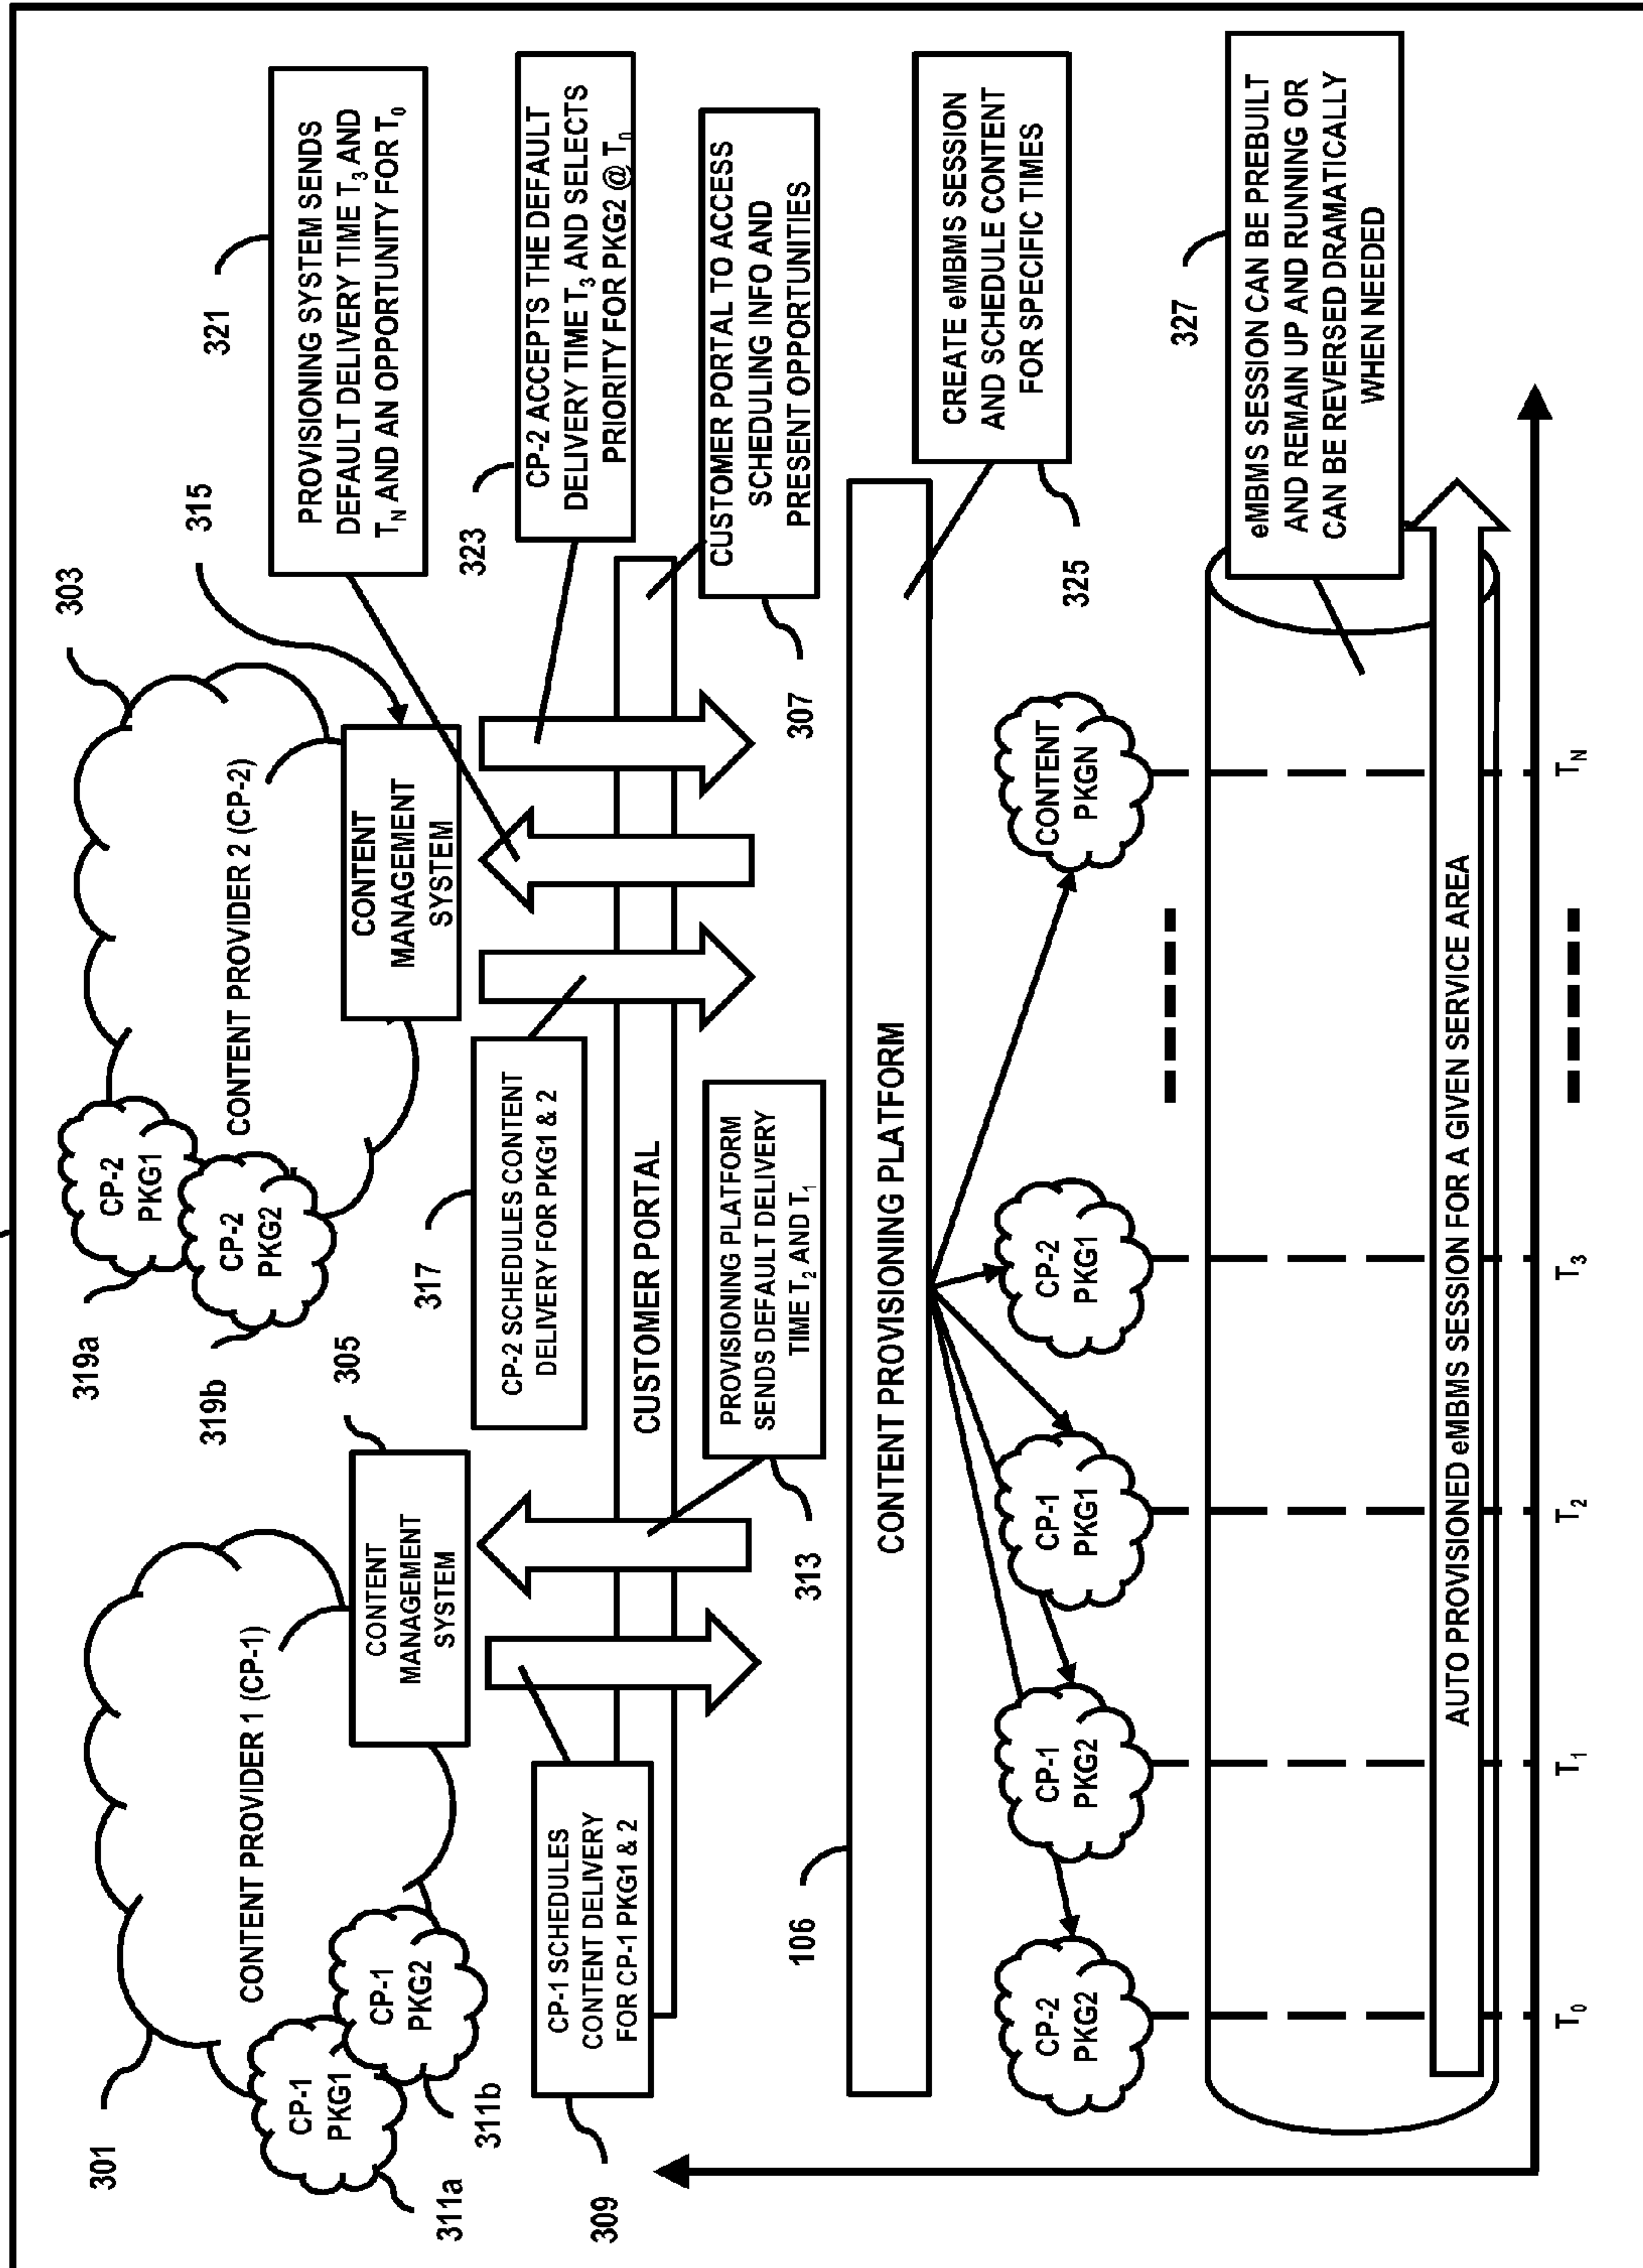 301
CONTENT PROVIDER 1 (CP-1)
CP-1
PKG1
CP-1
PKG2
311a
311b
305
CONTENT
MANAGEMENT
SYSTEM
303
CONTENT PROVIDER 2 (CP-2)
CP-2
PKG1
CP-2
PKG2
319a
319b
CONTENT
MANAGEMENT
SYSTEM
315
321
PROVISIONING SYSTEM SENDS
DEFAULT DELIVERY TIME T3 AND
TN AND AN OPPORTUNITY FOR T0
323
CP-2 ACCEPTS THE DEFAULT
DELIVERY TIME T3 AND SELECTS
PRIORITY FOR PKG2 @ T0
309
CP-1 SCHEDULES
CONTENT DELIVERY
FOR CP-1 PKG1 & 2
317
CP-2 SCHEDULES CONTENT
DELIVERY FOR PKG1 & 2
CUSTOMER PORTAL
CUSTOMER PORTAL TO ACCESS
SCHEDULING INFO AND
PRESENT OPPORTUNITIES
307
313
PROVISIONING PLATFORM
SENDS DEFAULT DELIVERY
TIME T2 AND T1
106
CONTENT PROVISIONING PLATFORM
CREATE eMBMS SESSION
AND SCHEDULE CONTENT
FOR SPECIFIC TIMES
325
CP-2
PKG2
CP-1
PKG2
CP-1
PKG1
CP-2
PKG1
CONTENT
PKGN
327
eMBMS SESSION CAN BE PREBUILT
AND REMAIN UP AND RUNNING OR
CAN BE REVERSED DRAMATICALLY
WHEN NEEDED
AUTO PROVISIONED eMBMS SESSION FOR A GIVEN SERVICE AREA
T0
T1
T2
T3
TN